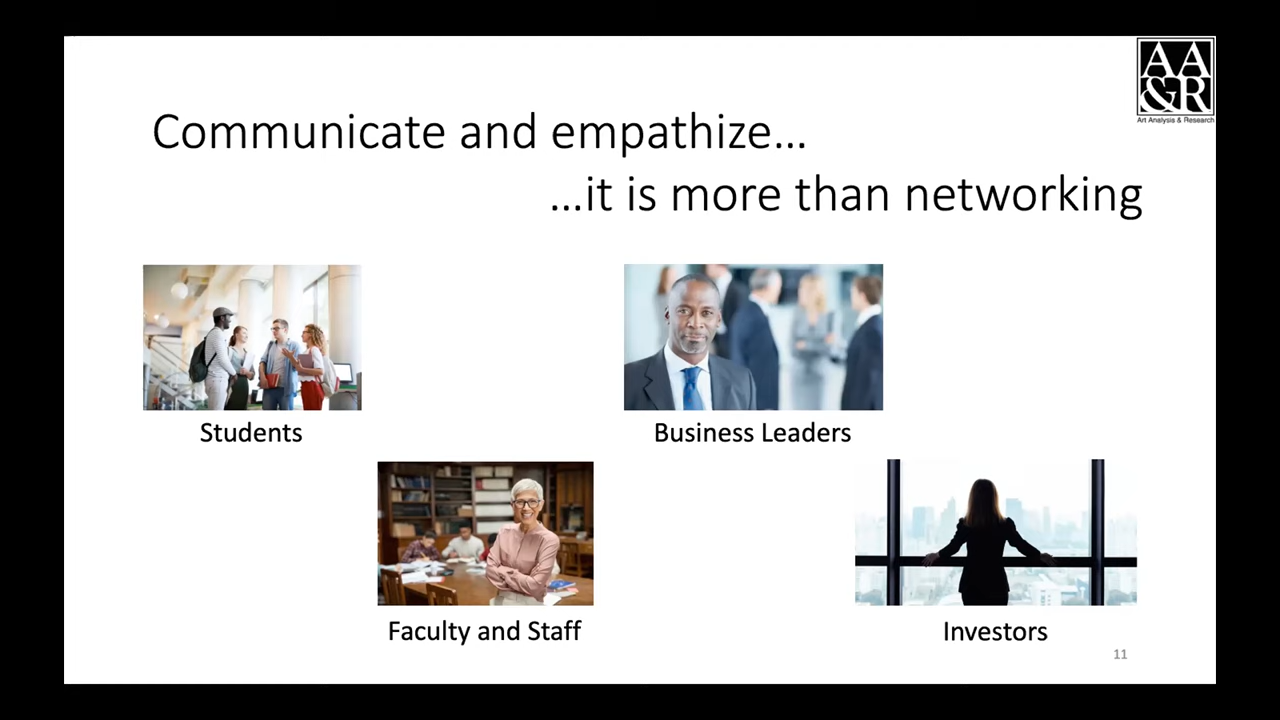 AA
&R
Art Analysis & Research
Communicate and empathize...
...it is more than networking
Students
Business Leaders
Faculty and Staff
Investors
11